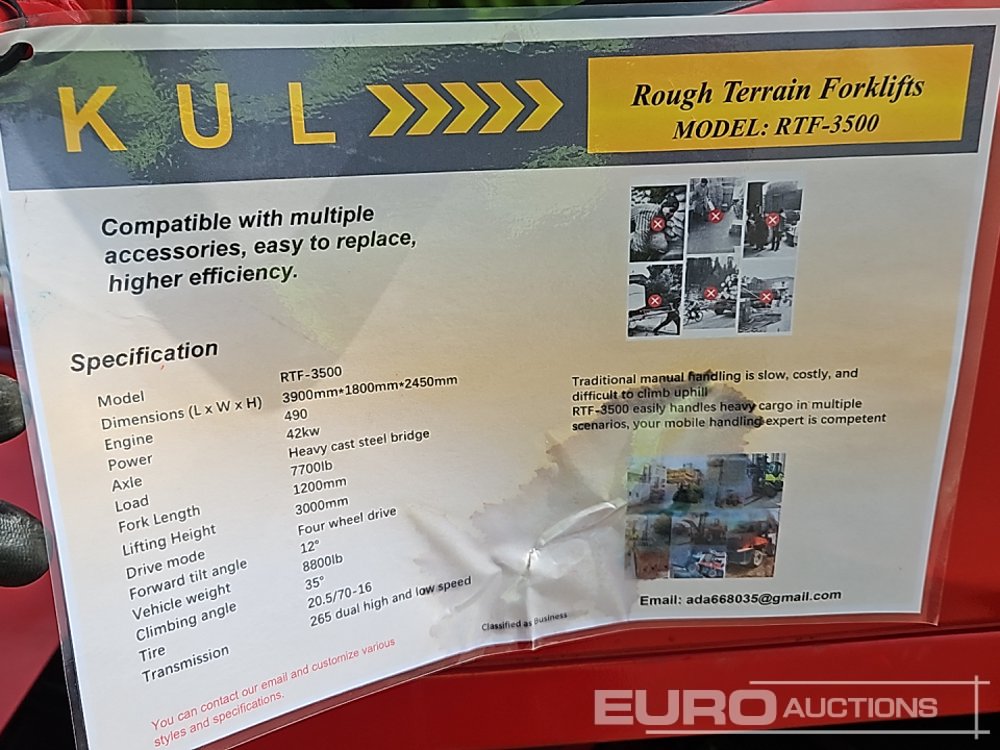 KUL
Rough Terrain Forklifts
MODEL: RTF-3500
Compatible with multiple
accessories, easy to replace,
higher efficiency.
Specification
Model RTF-3500
Dimensions (L x W x H) 3900mm*1800mm*2450mm
Engine 490
Power 42kw
Axle Heavy cast steel bridge
Load 7700lb
Fork Length 1200mm
Lifting Height 3000mm
Drive mode Four wheel drive
Forward tilt angle 12°
Vehicle weight 8800lb
Climbing angle 35°
Tire 20.5/70-16
Transmission 265 dual high and low speed
You can contact our email and customize various
styles and specifications.
Traditional manual handling is slow, costly, and
difficult to climb uphill
RTF-3500 easily handles heavy cargo in multiple
scenarios, your mobile handling expert is competent
Email: ada668035@gmail.com
Classified as Business
EURO AUCTIONS